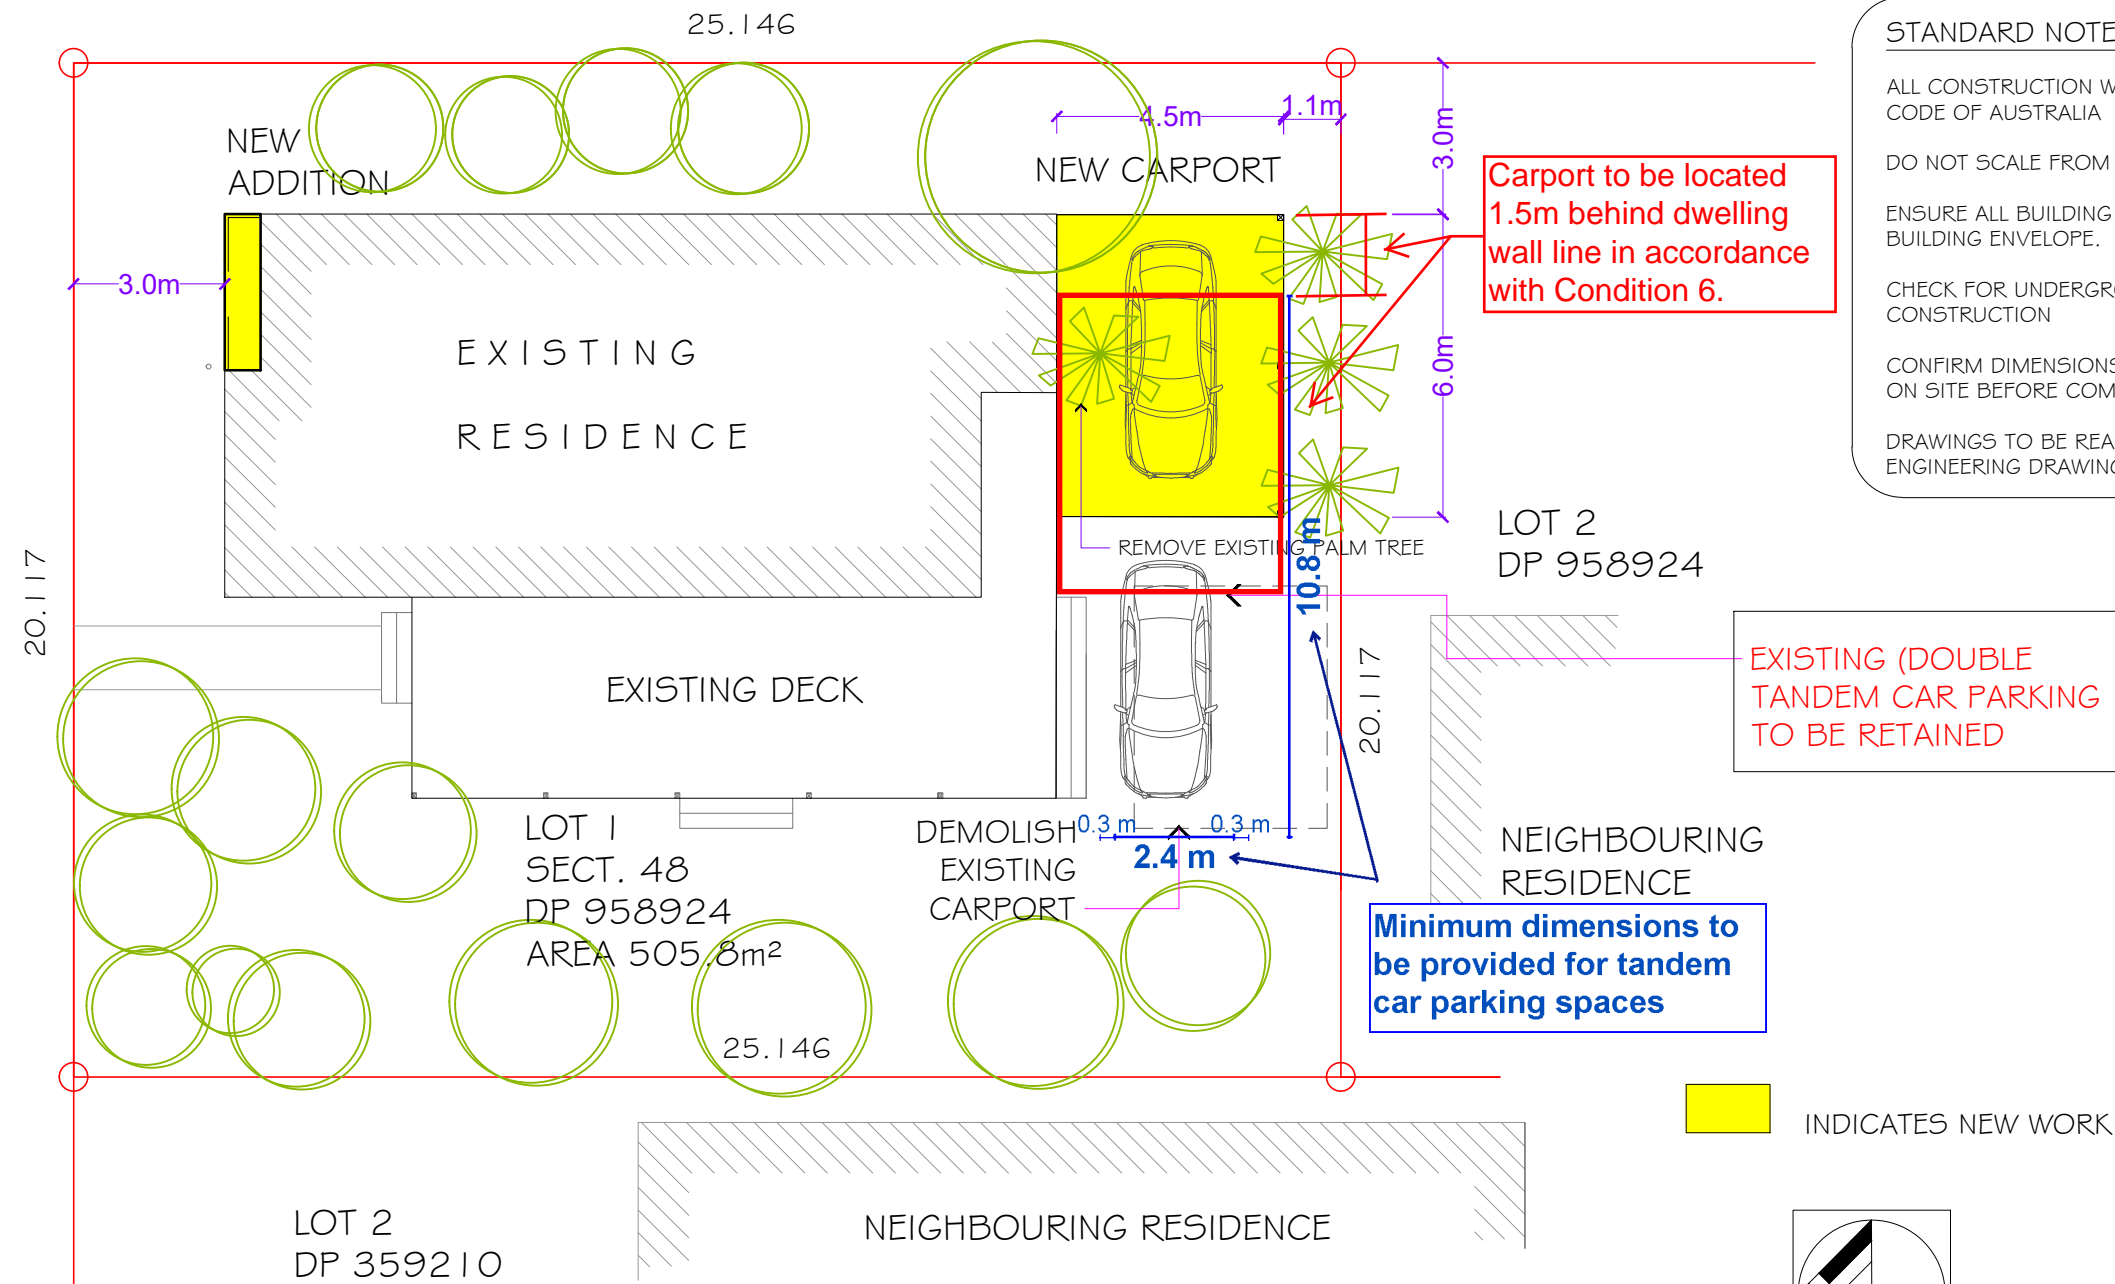 25.146
STANDARD NOTE
ALL CONSTRUCTION W
CODE OF AUSTRALIA
DO NOT SCALE FROM
ENSURE ALL BUILDING
BUILDING ENVELOPE.
CHECK FOR UNDERGR
CONSTRUCTION
CONFIRM DIMENSIONS
ON SITE BEFORE COM
DRAWINGS TO BE REA
ENGINEERING DRAWING
4.5m
1.1m
3.0m
NEW
ADDITION
NEW CARPORT
Carport to be located
1.5m behind dwelling
wall line in accordance
with Condition 6.
3.0m
6.0m
EXISTING
RESIDENCE
REMOVE EXISTING PALM TREE
10.8 m
LOT 2
DP 958924
20.117
EXISTING DECK
20.117
EXISTING (DOUBLE
TANDEM CAR PARKING
TO BE RETAINED
LOT 1
SECT. 48
DP 958924
AREA 505.8m²
DEMOLISH
EXISTING
CARPORT
0.3 m
0.3 m
2.4 m
NEIGHBOURING
RESIDENCE
Minimum dimensions to
be provided for tandem
car parking spaces
25.146
INDICATES NEW WORK
NEIGHBOURING RESIDENCE
LOT 2
DP 359210